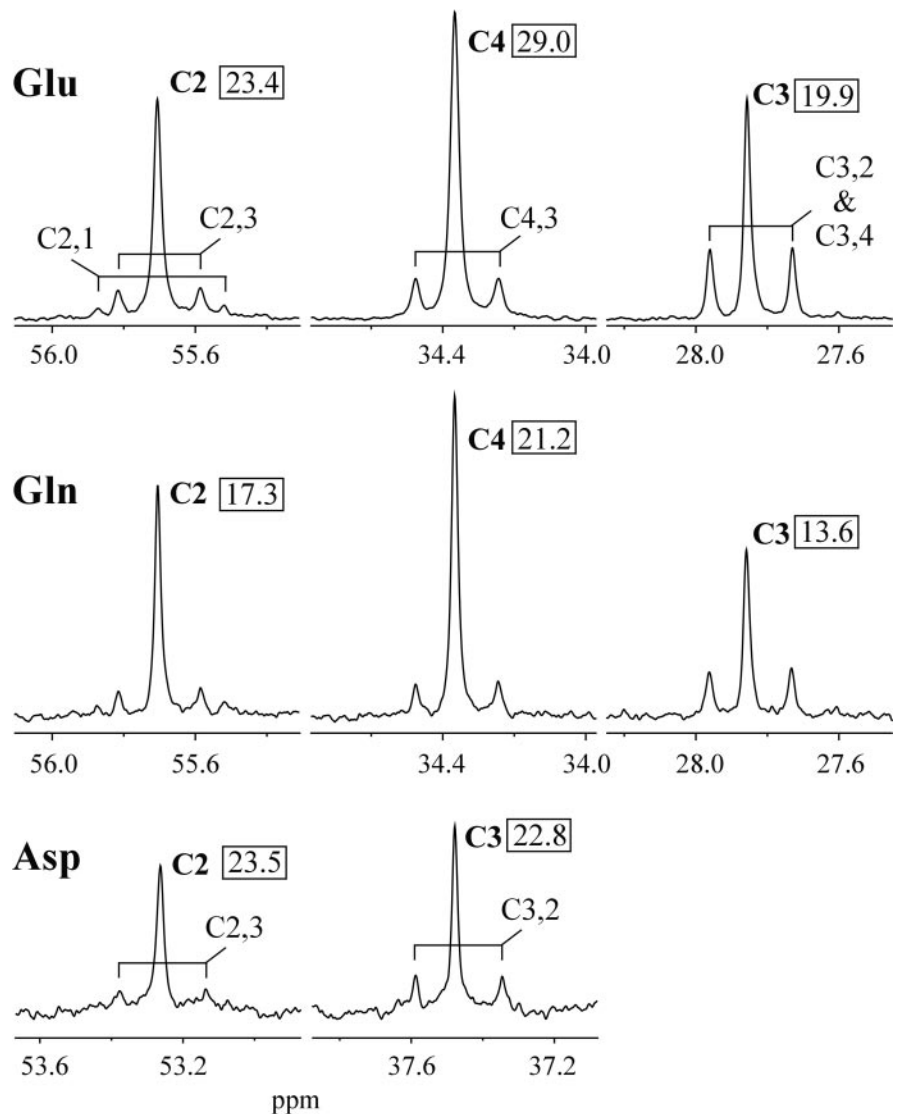 Glu
C2 23.4
C2,1
C2,3
56.0 55.6
C4 29.0
C4,3
34.4 34.0
C3 19.9
C3,2
&
C3,4
28.0 27.6
Gln
C2 17.3
56.0 55.6
C4 21.2
34.4 34.0
C3 13.6
28.0 27.6
Asp
C2 23.5
C2,3
53.6 53.2
C3 22.8
C3,2
37.6 37.2
ppm